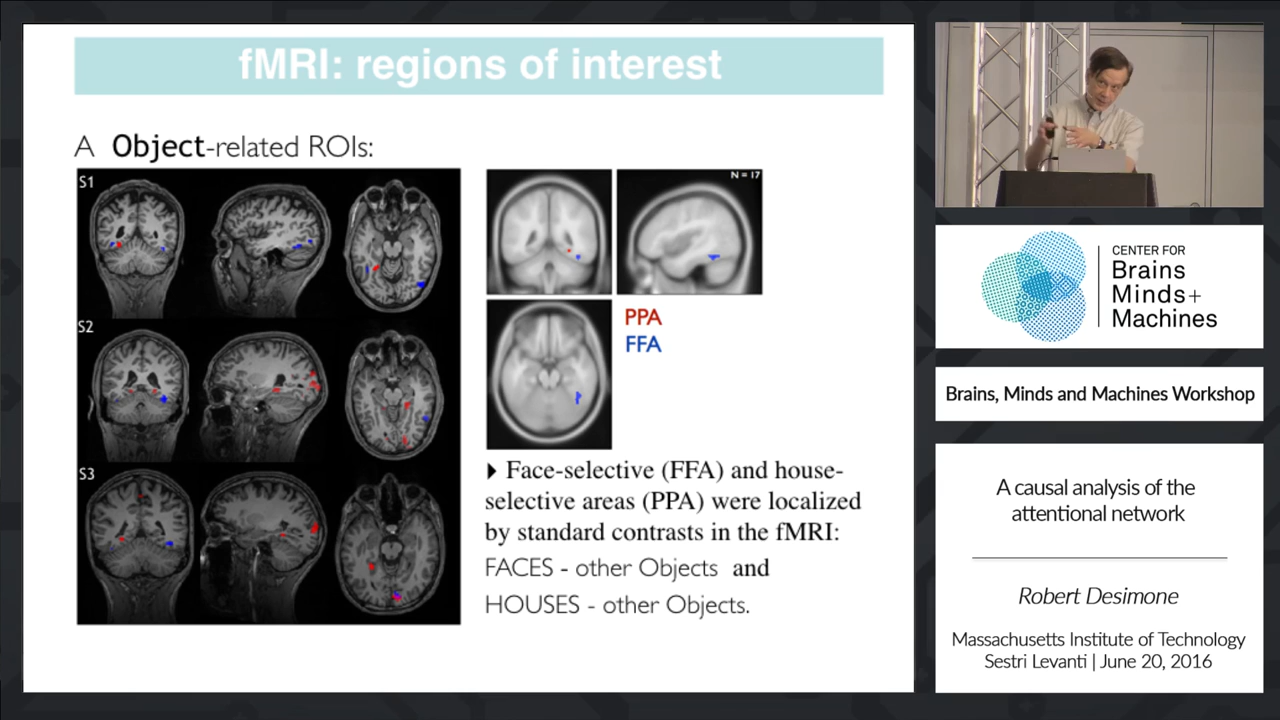 fMRI: regions of interest
A Object-related ROIs:
S1
S2
S3
N = 17
PPA
FFA
Face-selective (FFA) and house-
selective areas (PPA) were localized
by standard contrasts in the fMRI:
FACES - other Objects and
HOUSES - other Objects.
CENTER FOR
Brains
Minds+
Machines
Brains, Minds and Machines Workshop
A causal analysis of the
attentional network
Robert Desimone
Massachusetts Institute of Technology
Sestri Levanti | June 20, 2016